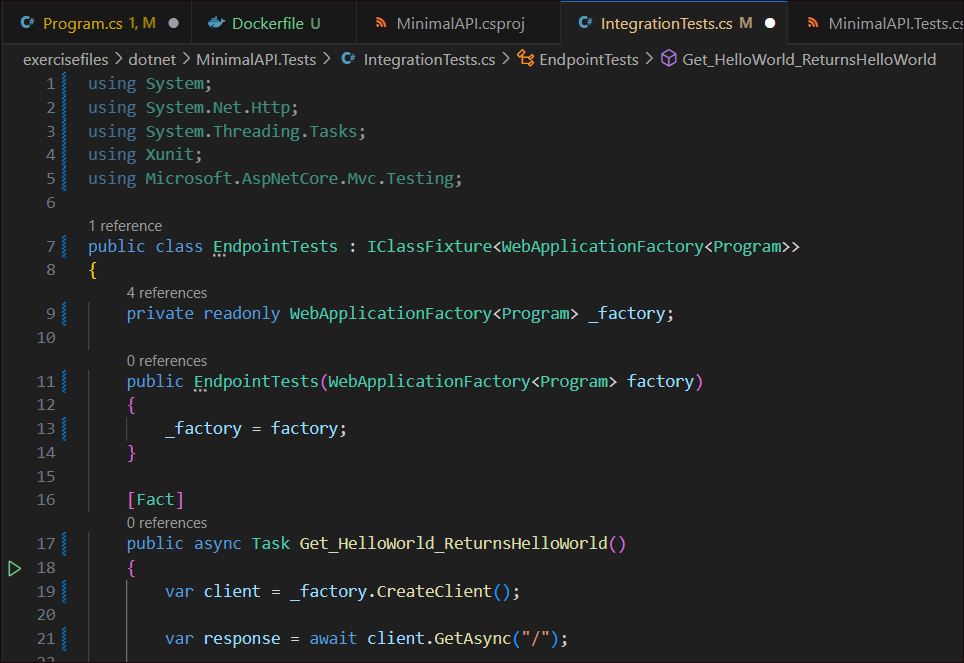 Program.cs 1, M Dockerfile U MinimalAPI.csproj IntegrationTests.cs M MinimalAPI.Tests.cs
exercisefiles > dotnet > MinimalAPI.Tests > IntegrationTests.cs > EndpointTests > Get_HelloWorld_ReturnsHelloWorld
1 using System;
2 using System.Net.Http;
3 using System.Threading.Tasks;
4 using Xunit;
5 using Microsoft.AspNetCore.Mvc.Testing;
6
1 reference
7 public class EndpointTests : IClassFixture<WebApplicationFactory<Program>>
8 {
4 references
9 private readonly WebApplicationFactory<Program> _factory;
10
0 references
11 public EndpointTests(WebApplicationFactory<Program> factory)
12 {
13 _factory = factory;
14 }
15
16 [Fact]
0 references
17 public async Task Get_HelloWorld_ReturnsHelloWorld()
18 {
19 var client = _factory.CreateClient();
20
21 var response = await client.GetAsync("/");
22